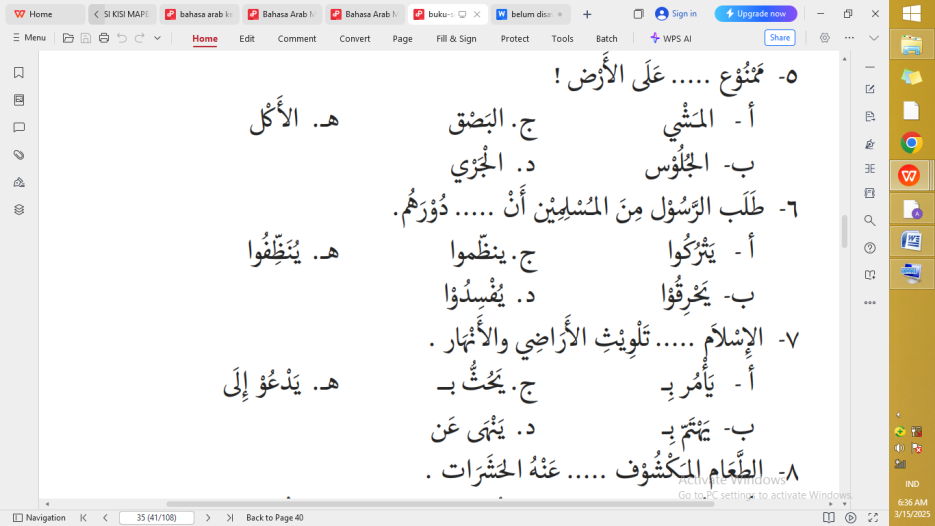 Home
SI KISI MAPE
bahasa arab ke
Bahasa Arab M
Bahasa Arab M
buku-s
belum disa
Sign in
Upgrade now
Menu
Home Edit Comment Convert Page Fill & Sign Protect Tools Batch WPS AI Share
٥- مَمْنُوْع ..... عَلَى الأَرْض !
أ - المَشْي ج. البَصْق هـ. الأَكْل
ب- الجُلُوْس د. الْجَرْي
٦- طَلَب الرَّسُوْل مِنَ المُسْلِمِيْن أَنْ ..... دُوْرَهُم.
أ - يَتْرُكُوا ج. ينظّموا هـ. يُنَظِّفُوا
ب- يَحْرِقُوْا د. يُفْسِدُوْا
٧- الإِسْلاَم ..... تَلْوِيْثِ الأَرَاضِي والأَنْهَار .
أ - يَأْمُر بِـ ج. يَحُثُّ بـــ هـ. يَدْعُوْ إِلَى
ب- يَهْتَمّ بِـ د. يَنْهَى عَن
٨- الطَّعَام المَكْشُوْف ..... عَنْهُ الحَشَرَات .
Activate Windows
Go to PC settings to activate Windows.
Navigation 35 (41/108) Back to Page 40
IND
6:36 AM
3/15/2025